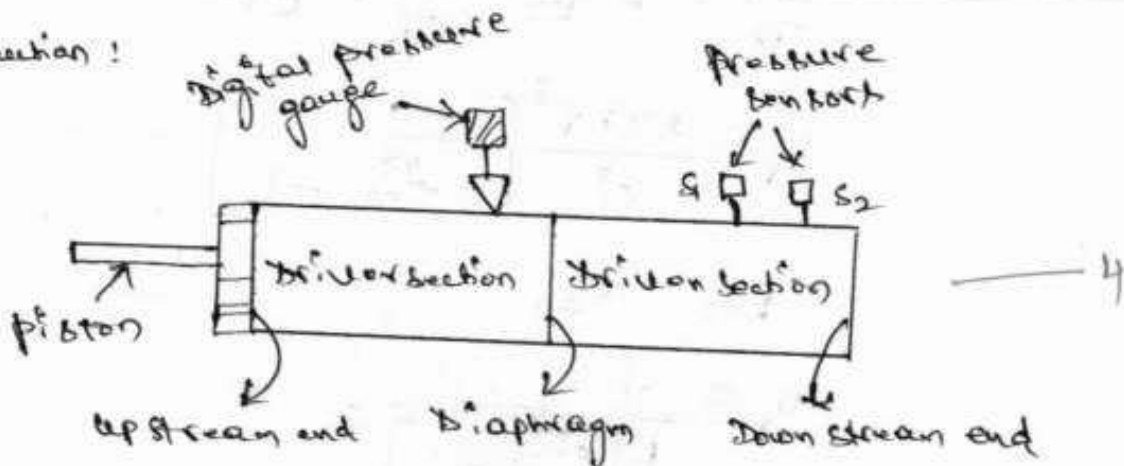 uction :
Digital pressure
gauge
Pressure
sensors
S1
S2
Driver section
Driven section
4
piston
Up stream end
Diaphragm
Down stream end